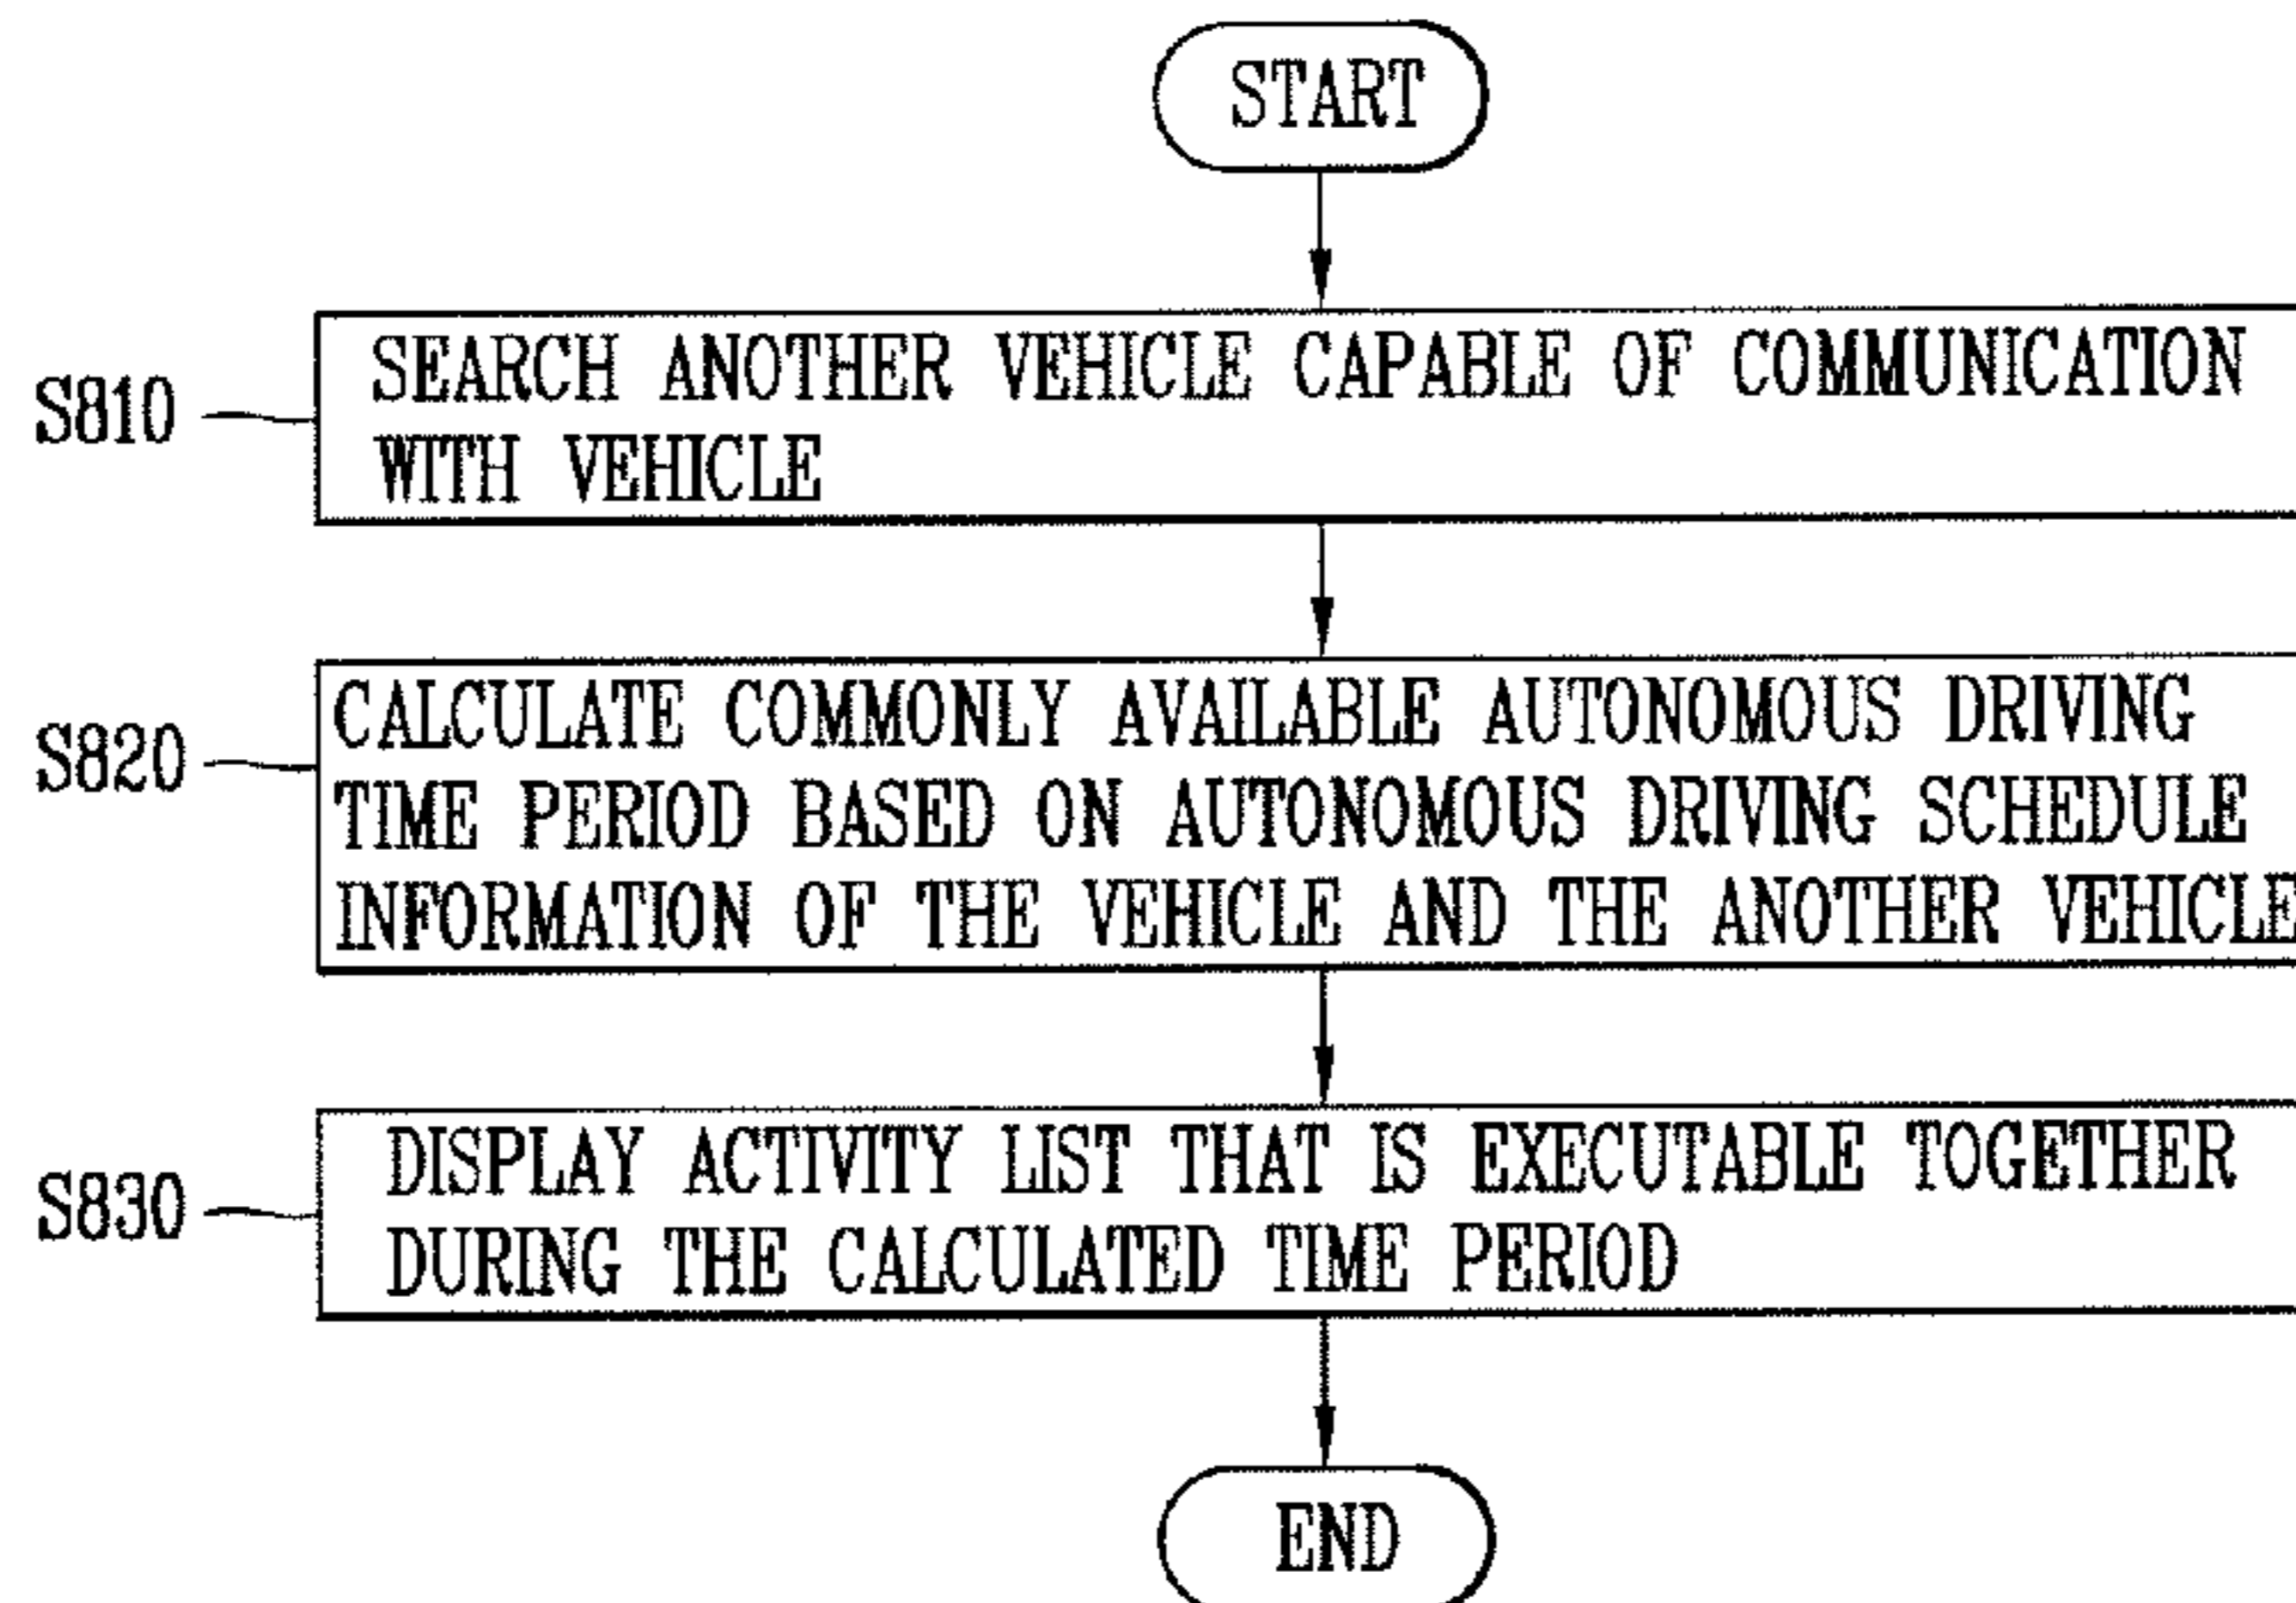 START
S810
SEARCH ANOTHER VEHICLE CAPABLE OF COMMUNICATION
WITH VEHICLE
S820
CALCULATE COMMONLY AVAILABLE AUTONOMOUS DRIVING
TIME PERIOD BASED ON AUTONOMOUS DRIVING SCHEDULE
INFORMATION OF THE VEHICLE AND THE ANOTHER VEHICLE
S830
DISPLAY ACTIVITY LIST THAT IS EXECUTABLE TOGETHER
DURING THE CALCULATED TIME PERIOD
END